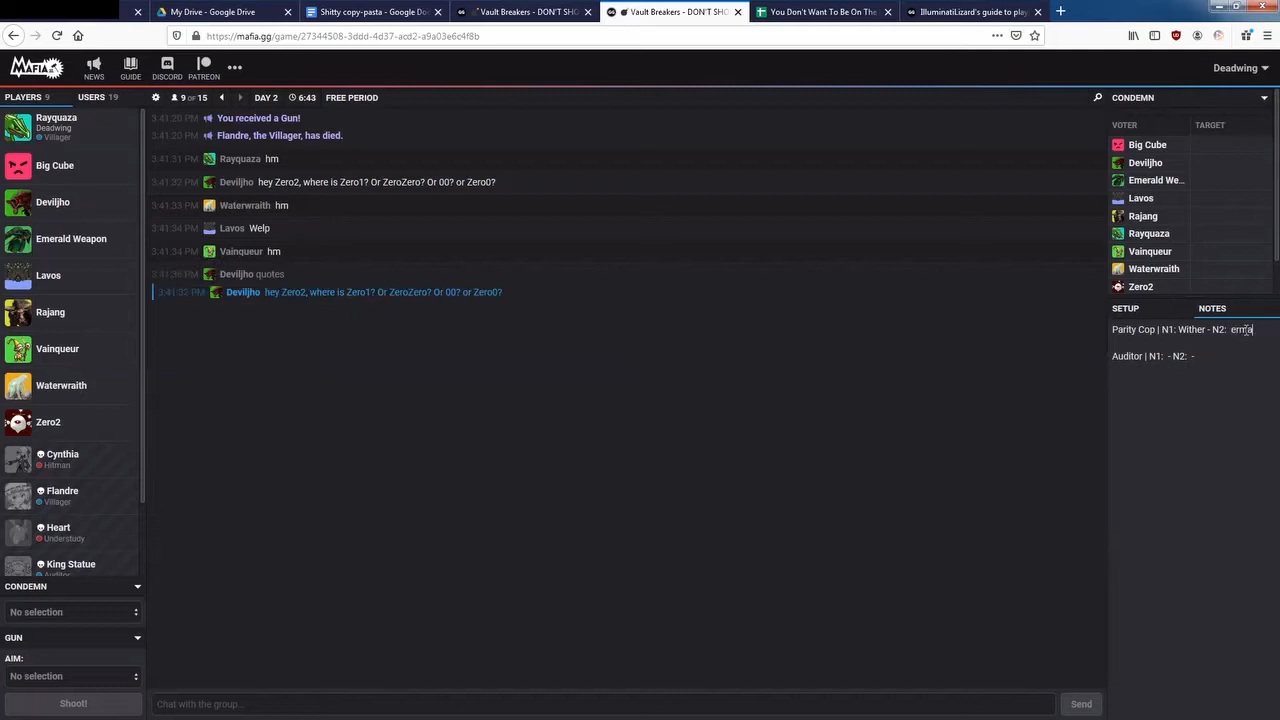 My Drive - Google Drive
Shitty copy-pasta - Google Doc
Vault Breakers - DON'T SHO
Vault Breakers - DON'T SHO
You Don't Want To Be On The
IlluminatiLizard's guide to play
https://mafia.gg/game/27344508-3ddd-4d37-acd2-a9a03e6c4f8b
MAFIA
NEWS
GUIDE
DISCORD
PATREON
Deadwing
PLAYERS 9
USERS 19
9 of 15
DAY 2
6:43
FREE PERIOD
CONDEMN
Rayquaza
Deadwing
Villager
Big Cube
Deviljho
Emerald Weapon
Lavos
Rajang
Vainqueur
Waterwraith
Zero2
Cynthia
Hitman
Flandre
Villager
Heart
Understudy
King Statue
Auditor
CONDEMN
No selection
GUN
AIM:
No selection
Shoot!
3:41:20 PM You received a Gun!
3:41:20 PM Flandre, the Villager, has died.
3:41:31 PM Rayquaza hm
3:41:32 PM Deviljho hey Zero2, where is Zero1? Or ZeroZero? Or 00? or Zero0?
3:41:33 PM Waterwraith hm
3:41:34 PM Lavos Welp
3:41:34 PM Vainqueur hm
3:41:36 PM Deviljho quotes
3:41:32 PM Deviljho hey Zero2, where is Zero1? Or ZeroZero? Or 00? or Zero0?
Chat with the group...
Send
VOTER
TARGET
Big Cube
Deviljho
Emerald We...
Lavos
Rajang
Rayquaza
Vainqueur
Waterwraith
Zero2
SETUP
NOTES
Parity Cop | N1: Wither - N2: erma
Auditor | N1: - N2: -